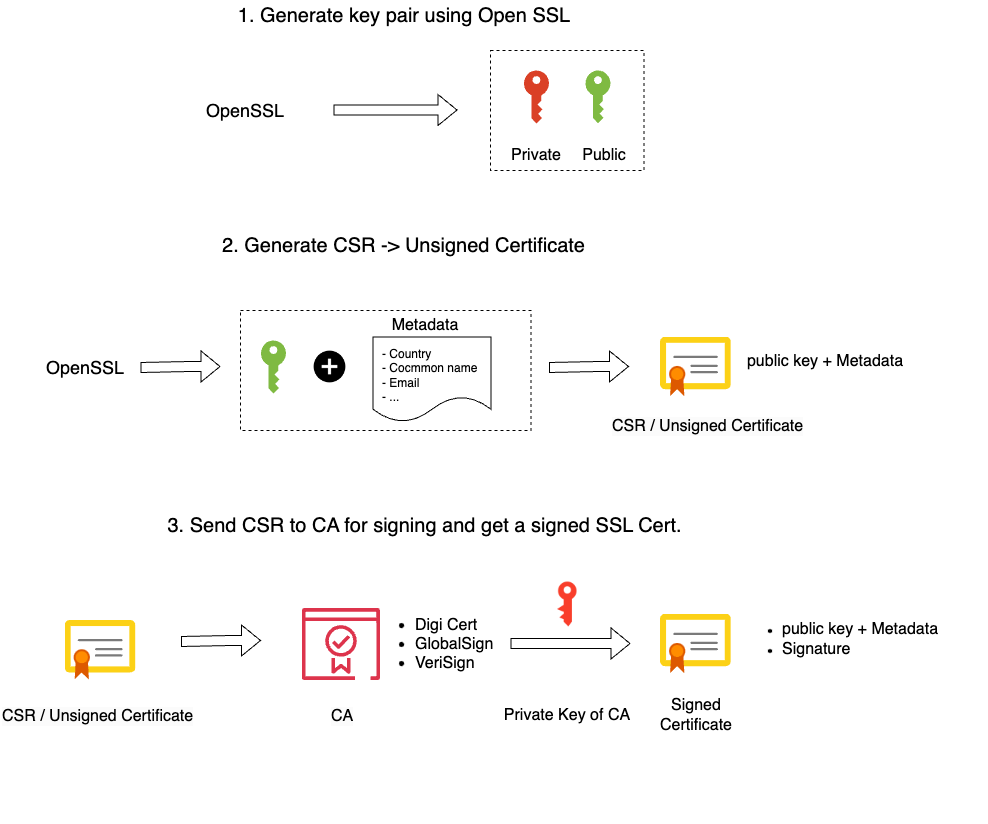 1. Generate key pair using Open SSL
OpenSSL
Private
Public
2. Generate CSR -> Unsigned Certificate
OpenSSL
Metadata
- Country
- Cocmmon name
- Email
- ...
public key + Metadata
CSR / Unsigned Certificate
3. Send CSR to CA for signing and get a signed SSL Cert.
CSR / Unsigned Certificate
• Digi Cert
• GlobalSign
• VeriSign
CA
Private Key of CA
• public key + Metadata
• Signature
Signed
Certificate